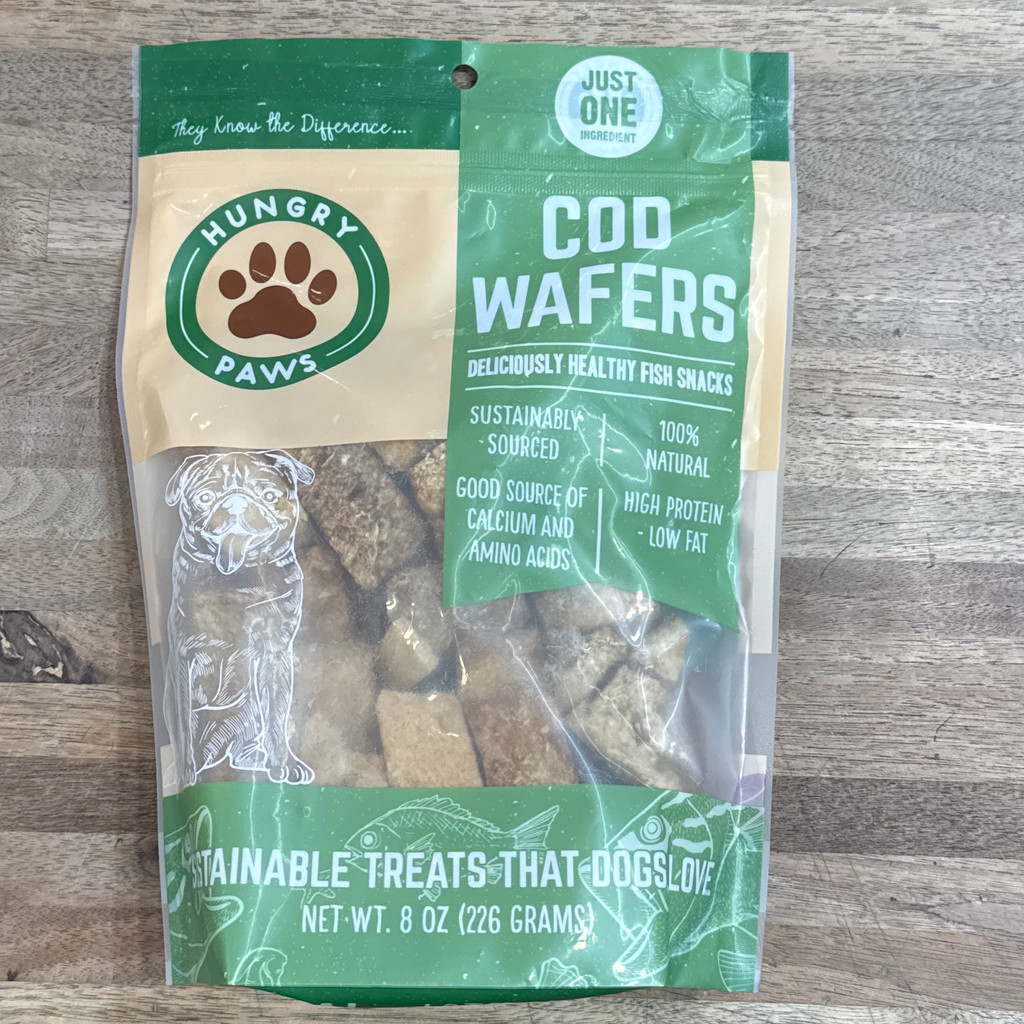 They Know the Difference...
JUST
ONE
INGREDIENT
HUNGRY
PAWS
COD
WAFERS
DELICIOUSLY HEALTHY FISH SNACKS
SUSTAINABLY
SOURCED
100%
NATURAL
GOOD SOURCE OF
CALCIUM AND
AMINO ACIDS
HIGH PROTEIN
- LOW FAT
TREATS THAT DOGS LOVE
NET WT. 8 OZ (226 GRAMS)